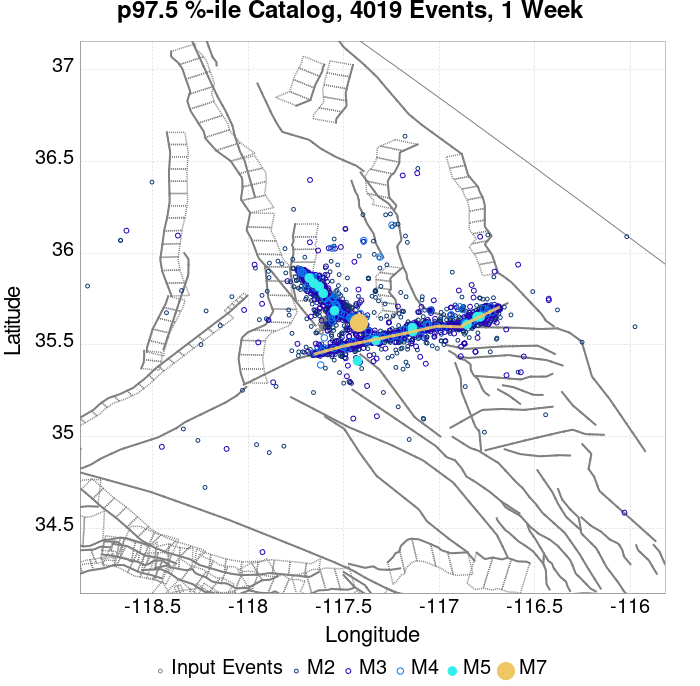 p97.5 %-ile Catalog, 4019 Events, 1 Week
37
36.5
36
35.5
35
34.5
Latitude
-118.5 -118 -117.5 -117 -116.5 -116
Longitude
Input Events M2 M3 M4 M5 M7